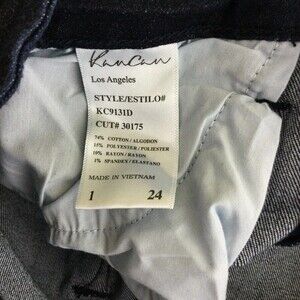 KanCan
Los Angeles
STYLE/ESTILO#
KC9131D
CUT# 30175
74% COTTON/ALGODON
15% POLYESTER/POLIESTER
10% RAYON/RAYON
1% SPANDEX/ELASTANO
MADE IN VIETNAM
1 24